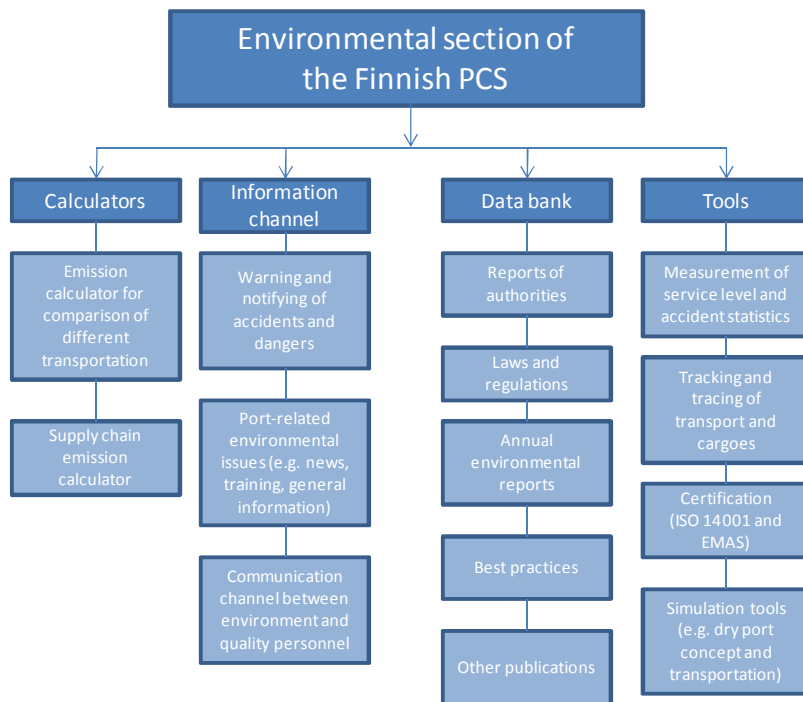 Environmental section of
the Finnish PCS
Calculators
Emission
calculator for
comparison of
different
transportation
Supply chain
emission
calculator
Information
channel
Warning and
notifying of
accidents and
dangers
Port-related
environmental
issues (e.g. news,
training, general
information)
Communication
channel between
environment and
quality personnel
Data bank
Reports of
authorities
Laws and
regulations
Annual
environmental
reports
Best practices
Other publications
Tools
Measurement of
service level and
accident statistics
Tracking and
tracing of
transport and
cargoes
Certification
(ISO 14001 and
EMAS)
Simulation tools
(e.g. dry port
concept and
transportation)